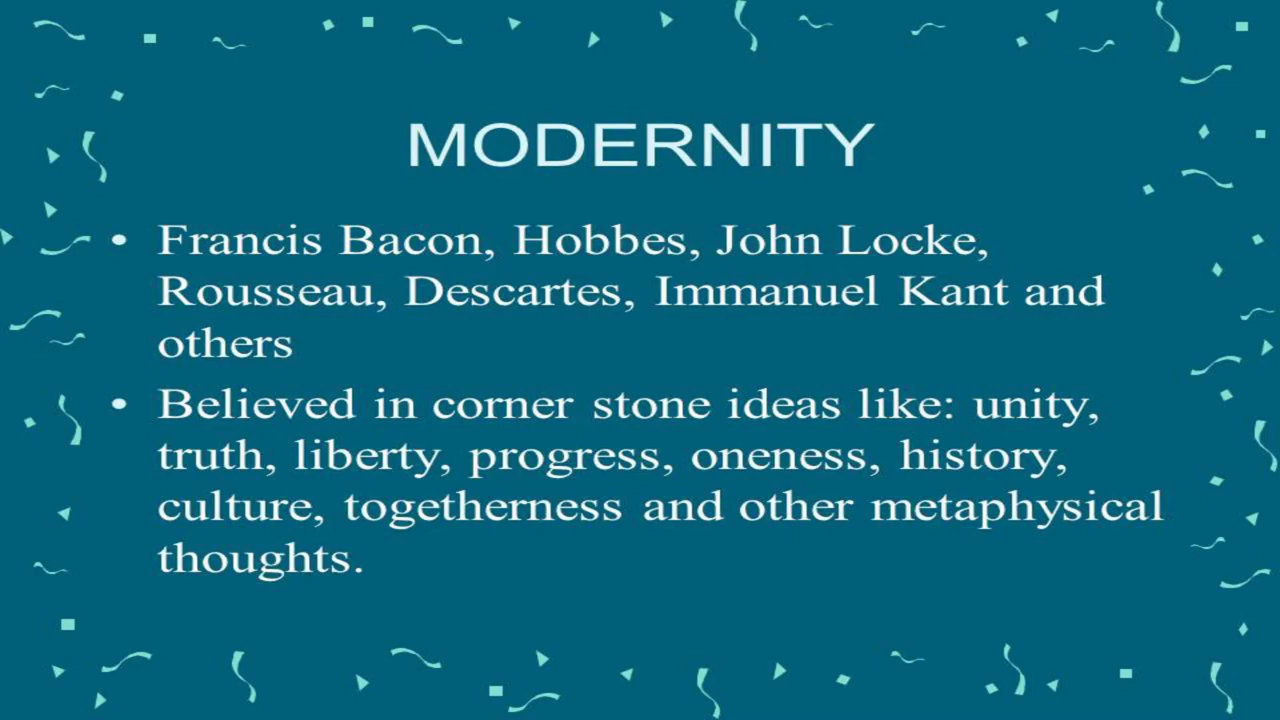 MODERNITY
• Francis Bacon, Hobbes, John Locke,
Rousseau, Descartes, Immanuel Kant and
others
• Believed in corner stone ideas like: unity,
truth, liberty, progress, oneness, history,
culture, togetherness and other metaphysical
thoughts.